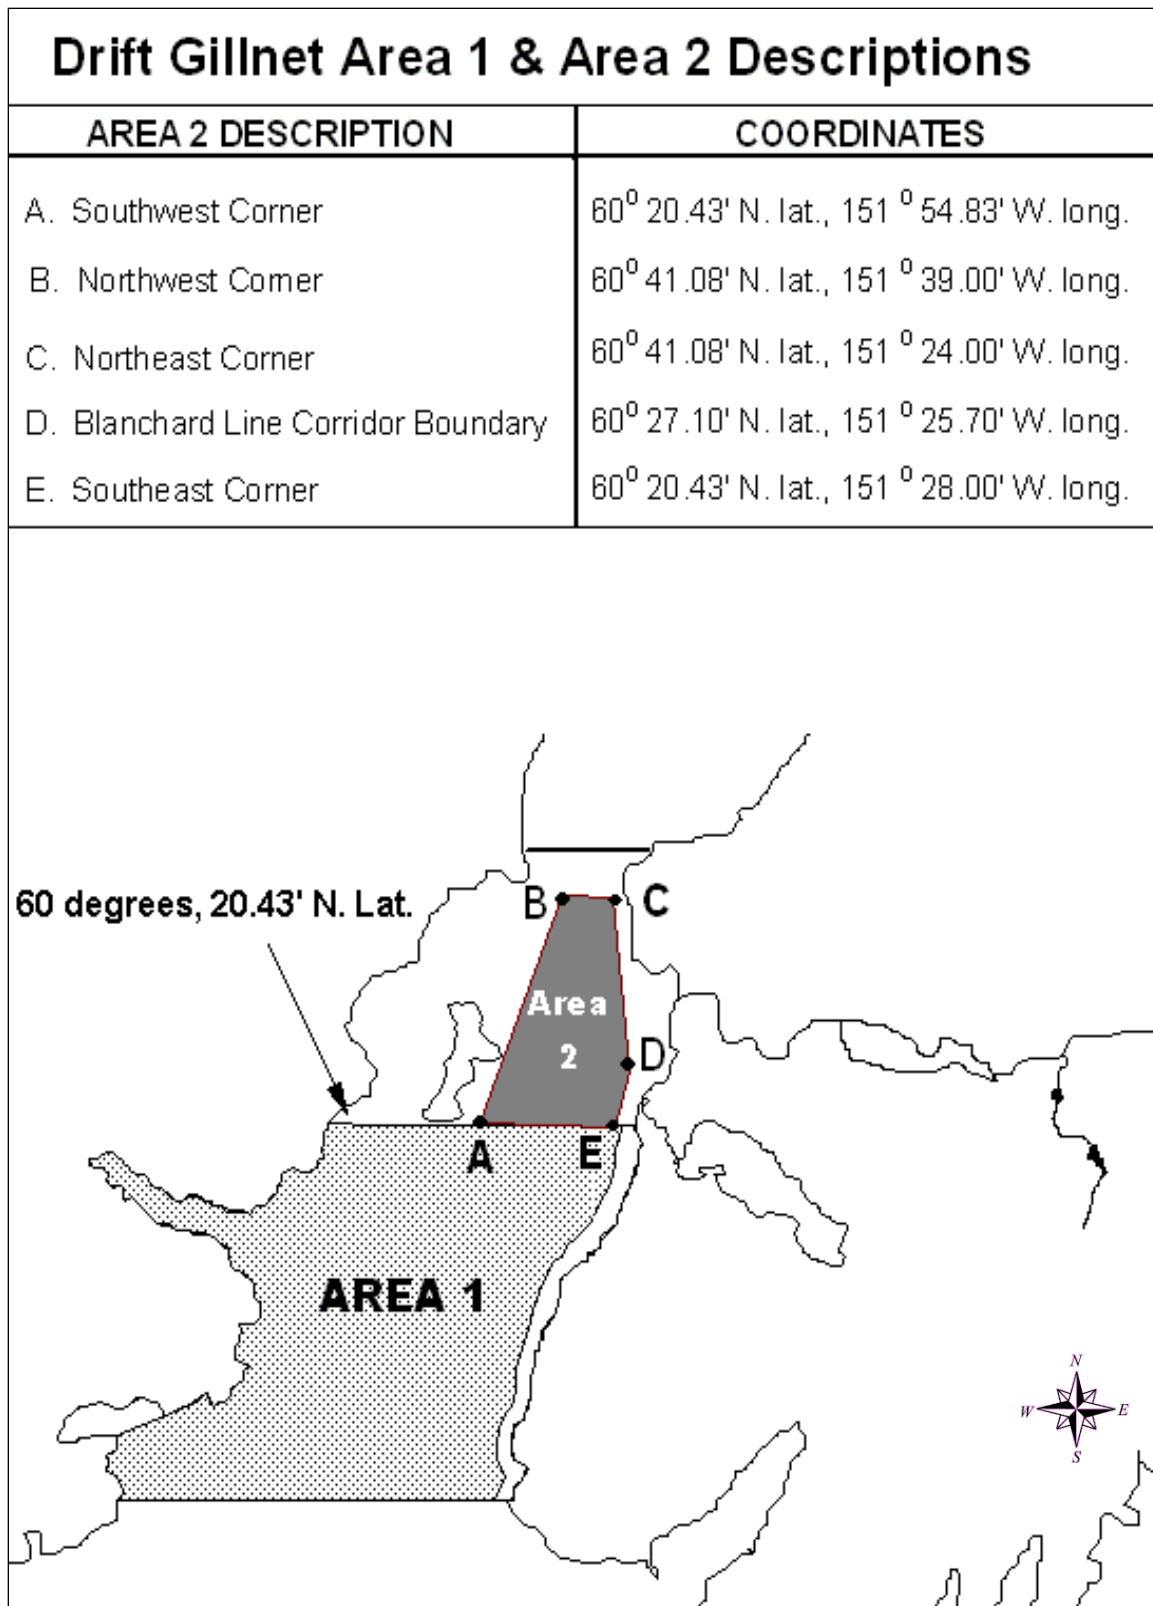 Drift Gillnet Area 1 & Area 2 Descriptions
AREA 2 DESCRIPTION COORDINATES
A. Southwest Corner 60⁰ 20.43' N. lat., 151 ⁰ 54.83' W. long.
B. Northwest Corner 60⁰ 41.08' N. lat., 151 ⁰ 39.00' W. long.
C. Northeast Corner 60⁰ 41.08' N. lat., 151 ⁰ 24.00' W. long.
D. Blanchard Line Corridor Boundary 60⁰ 27.10' N. lat., 151 ⁰ 25.70' W. long.
E. Southeast Corner 60⁰ 20.43' N. lat., 151 ⁰ 28.00' W. long.
B C
60 degrees, 20.43' N. Lat.
Area
2
D
A E
AREA 1
N
W E
S